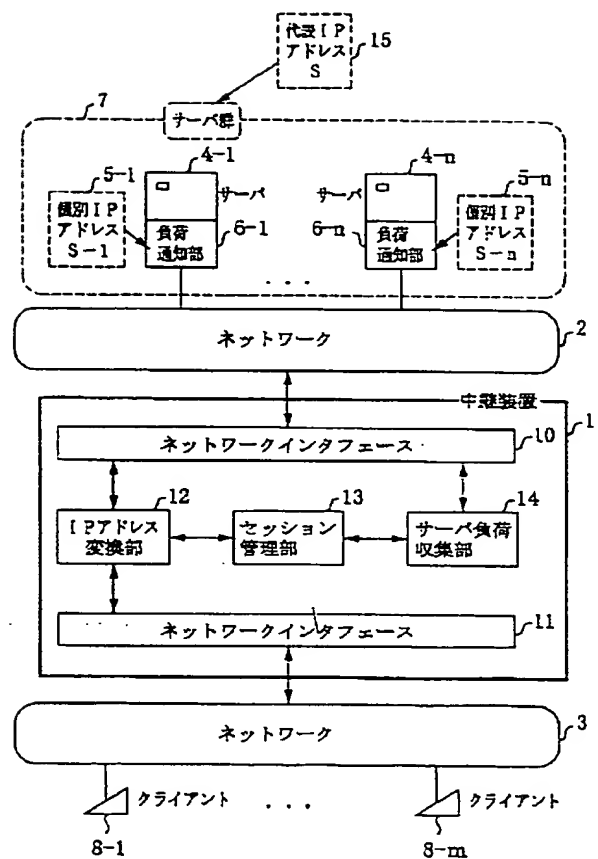 代表IP
アドレス
S
15
7
サーバ群
5-1
4-1
4-n
5-n
個別IP
アドレス
S-1
サーバ
サーバ
個別IP
アドレス
S-n
負荷
通知部
6-1
6-n
負荷
通知部
. . .
ネットワーク
2
中継装置
1
ネットワークインタフェース
10
12
13
14
IPアドレス
変換部
セッション
管理部
サーバ負荷
収集部
ネットワークインタフェース
11
ネットワーク
3
クライアント
. . .
クライアント
8-1
8-m